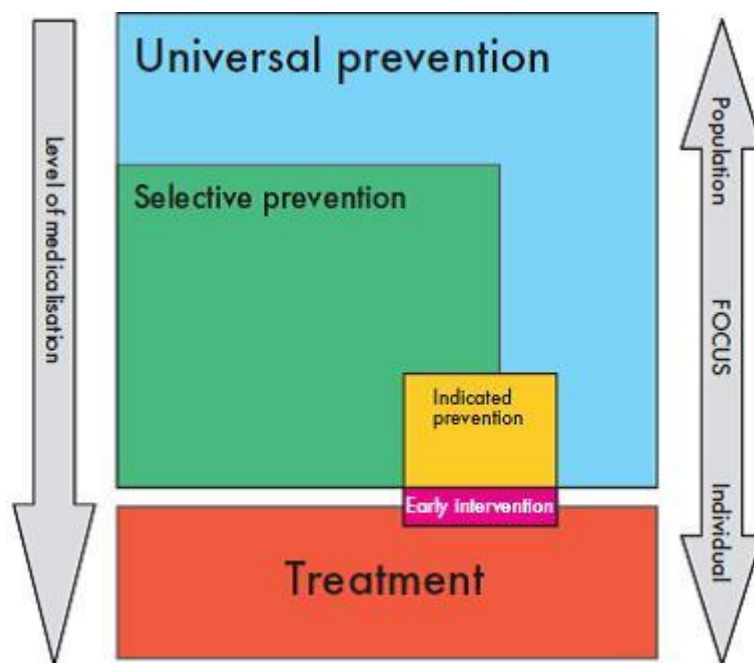 Universal prevention
Selective prevention
Indicated
prevention
Early intervention
Treatment
Level of medicalisation
Population
FOCUS
Individual